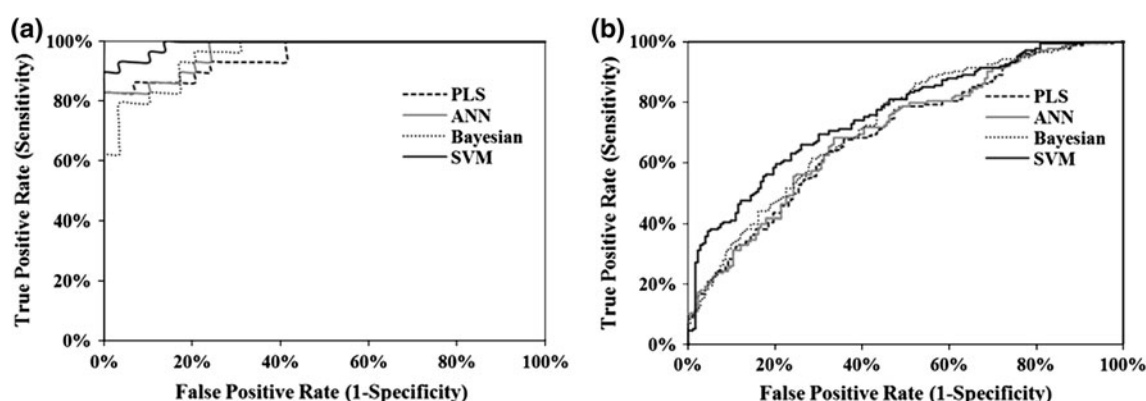 (a)
True Positive Rate (Sensitivity)
100%
80%
60%
40%
20%
0%
PLS
ANN
Bayesian
SVM
0% 20% 40% 60% 80% 100%
False Positive Rate (1-Specificity)
(b)
True Positive Rate (Sensitivity)
100%
80%
60%
40%
20%
0%
PLS
ANN
Bayesian
SVM
0% 20% 40% 60% 80% 100%
False Positive Rate (1-Specificity)